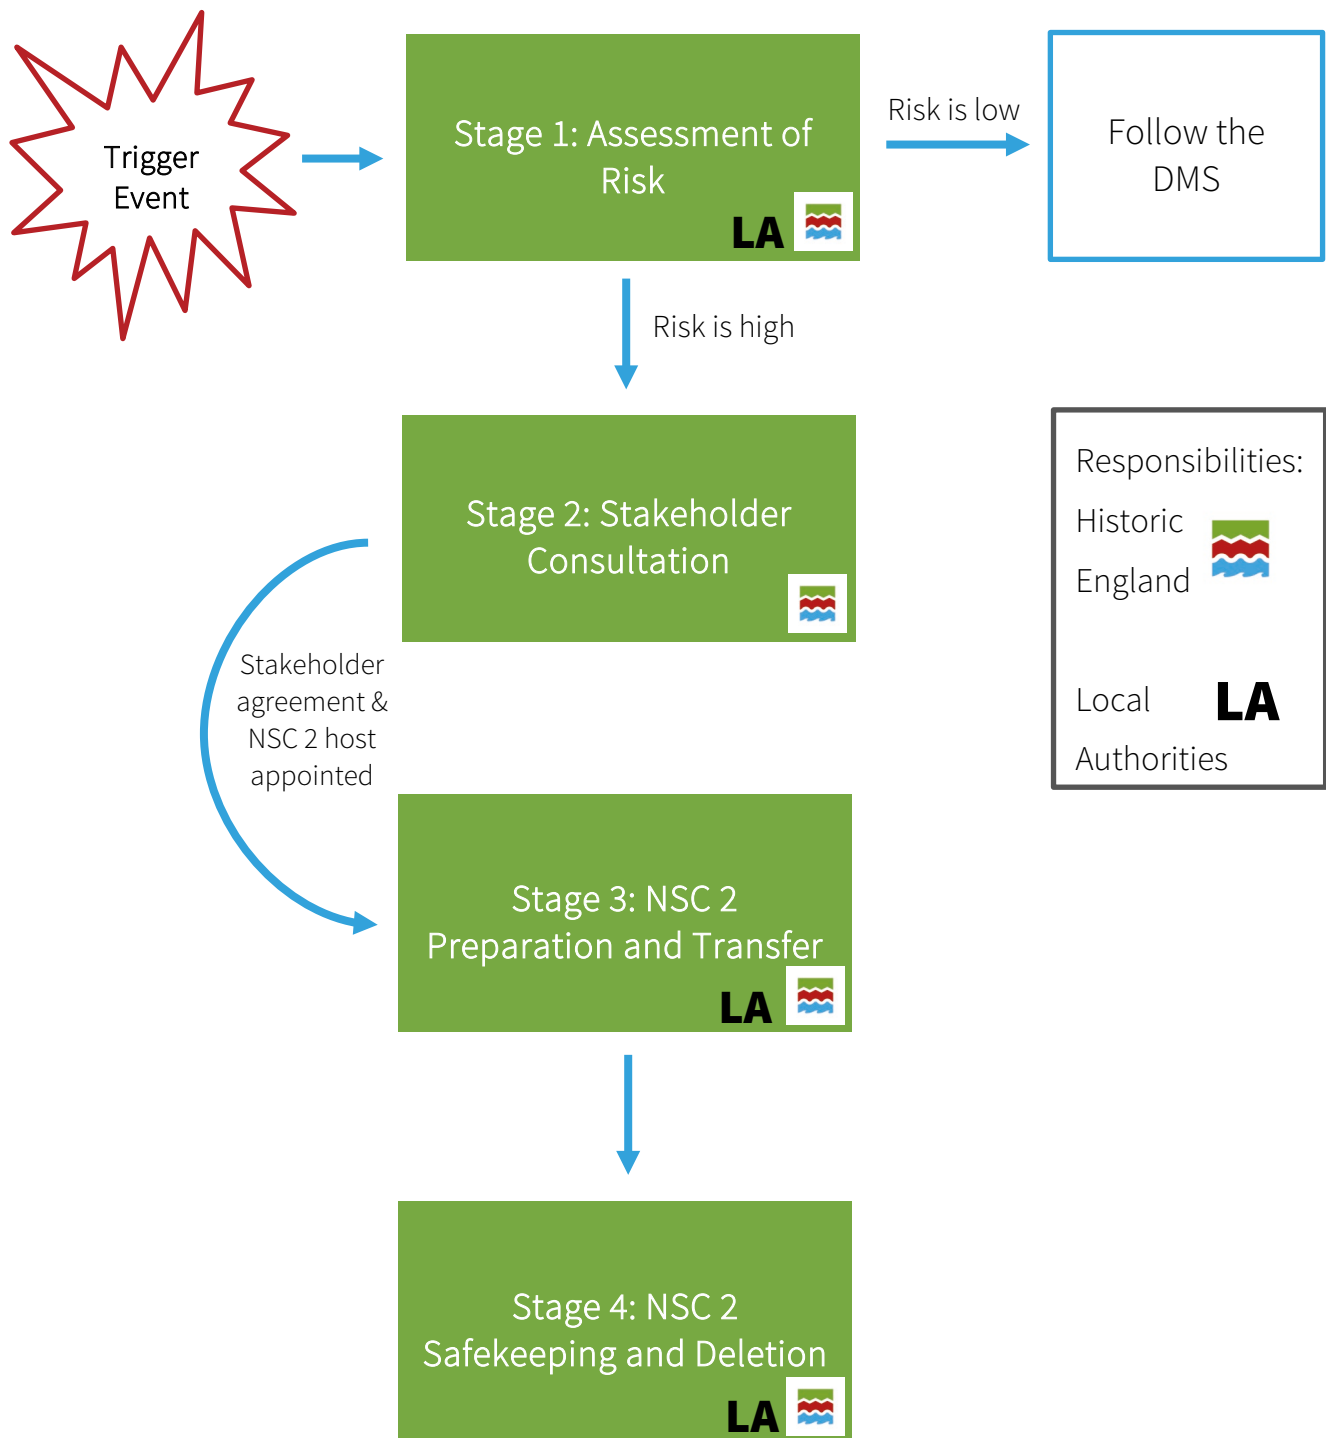 Trigger
Event
Stage 1: Assessment of
Risk
LA
Risk is low
Follow the
DMS
Risk is high
Stage 2: Stakeholder
Consultation
Responsibilities:
Historic
England
Local
LA
Authorities
Stakeholder
agreement &
NSC 2 host
appointed
Stage 3: NSC 2
Preparation and Transfer
LA
Stage 4: NSC 2
Safekeeping and Deletion
LA